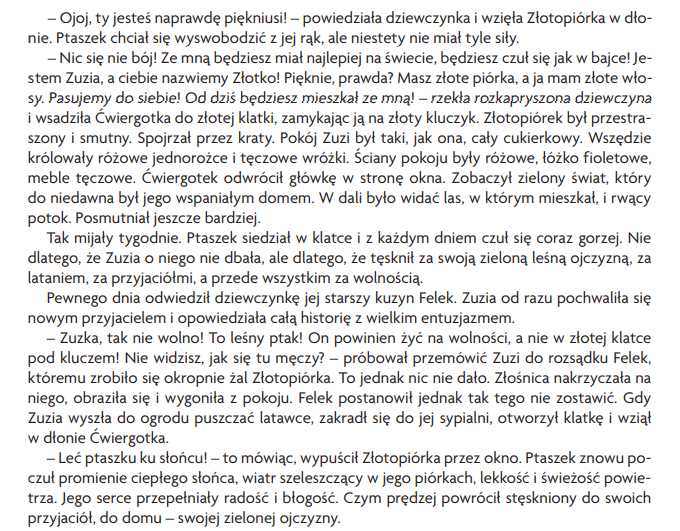 – Ojoj, ty jesteś naprawdę piękniusi! – powiedziała dziewczynka i wzięła Złotopiórka w dło-
nie. Ptaszek chciał się wyswobodzić z jej rąk, ale niestety nie miał tyle siły.
– Nic się nie bój! Ze mną będziesz miał najlepiej na świecie, będziesz czuł się jak w bajce! Je-
stem Zuzia, a ciebie nazwiemy Złotko! Pięknie, prawda? Masz złote piórka, a ja mam złote wło-
sy. Pasujemy do siebie! Od dziś będziesz mieszkał ze mną! – rzekła rozkapryszona dziewczyna
i wsadziła Ćwiergotka do złotej klatki, zamykając ją na złoty kluczyk. Złotopiórek był przestra-
szony i smutny. Spojrzał przez kraty. Pokój Zuzi był taki, jak ona, cały cukierkowy. Wszędzie
królowały różowe jednorożce i tęczowe wróżki. Ściany pokoju były różowe, łóżko fioletowe,
meble tęczowe. Ćwiergotek odwrócił główkę w stronę okna. Zobaczył zielony świat, który
do niedawna był jego wspaniałym domem. W dali było widać las, w którym mieszkał, i rwący
potok. Posmutniał jeszcze bardziej.
Tak mijały tygodnie. Ptaszek siedział w klatce i z każdym dniem czuł się coraz gorzej. Nie
dlatego, że Zuzia o niego nie dbała, ale dlatego, że tęsknił za swoją zieloną leśną ojczyzną, za
lataniem, za przyjaciółmi, a przede wszystkim za wolnością.
Pewnego dnia odwiedził dziewczynkę jej starszy kuzyn Felek. Zuzia od razu pochwaliła się
nowym przyjacielem i opowiedziała całą historię z wielkim entuzjazmem.
– Zuzka, tak nie wolno! To leśny ptak! On powinien żyć na wolności, a nie w złotej klatce
pod kluczem! Nie widzisz, jak się tu męczy? – próbował przemówić Zuzi do rozsądku Felek,
któremu zrobiło się okropnie żal Złotopiórka. To jednak nic nie dało. Złośnica nakrzyczała na
niego, obraziła się i wygoniła z pokoju. Felek postanowił jednak tak tego nie zostawić. Gdy
Zuzia wyszła do ogrodu puszczać latawce, zakradł się do jej sypialni, otworzył klatkę i wziął
w dłonie Ćwiergotka.
– Leć ptaszku ku słońcu! – to mówiąc, wypuścił Złotopiórka przez okno. Ptaszek znowu po-
czuł promienie ciepłego słońca, wiatr szeleszczący w jego piórkach, lekkość i świeżość powie-
trza. Jego serce przepełniały radość i błogość. Czym prędzej powrócił stęskniony do swoich
przyjaciół, do domu – swojej zielonej ojczyzny.